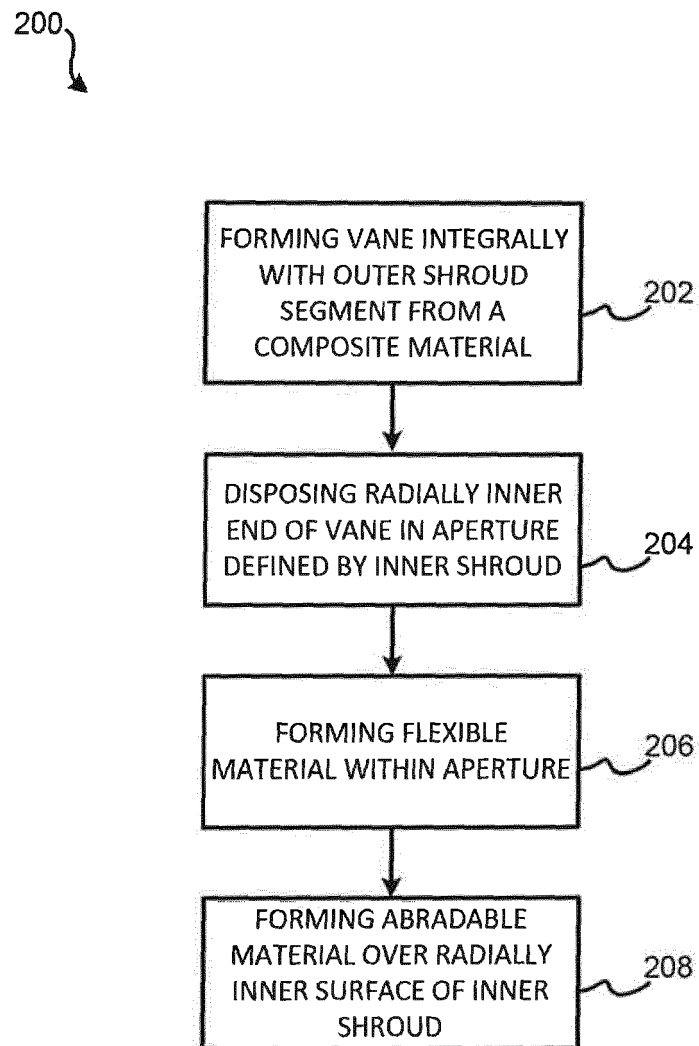 200
FORMING VANE INTEGRALLY
WITH OUTER SHROUD
SEGMENT FROM A
COMPOSITE MATERIAL
202
DISPOSING RADIALLY INNER
END OF VANE IN APERTURE
DEFINED BY INNER SHROUD
204
FORMING FLEXIBLE
MATERIAL WITHIN APERTURE
206
FORMING ABRADABLE
MATERIAL OVER RADIALLY
INNER SURFACE OF INNER
SHROUD
208